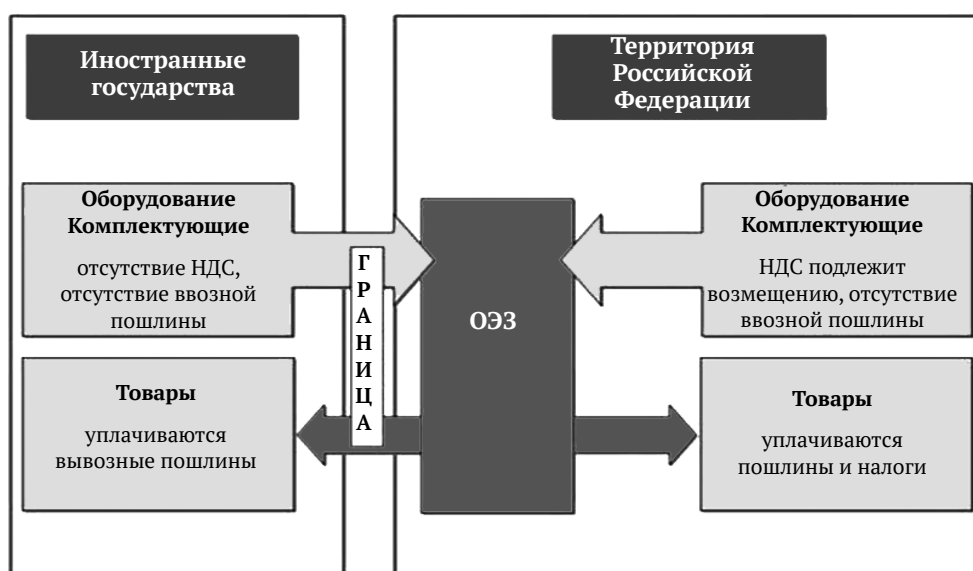 Иностранные
государства
Территория
Российской
Федерации
Оборудование
Комплектующие
отсутствие НДС,
отсутствие ввозной
пошлины
ГРАНИЦА
ОЭЗ
Оборудование
Комплектующие
НДС подлежит
возмещению, отсутствие
ввозной пошлины
Товары
уплачиваются
вывозные пошлины
Товары
уплачиваются
пошлины и налоги